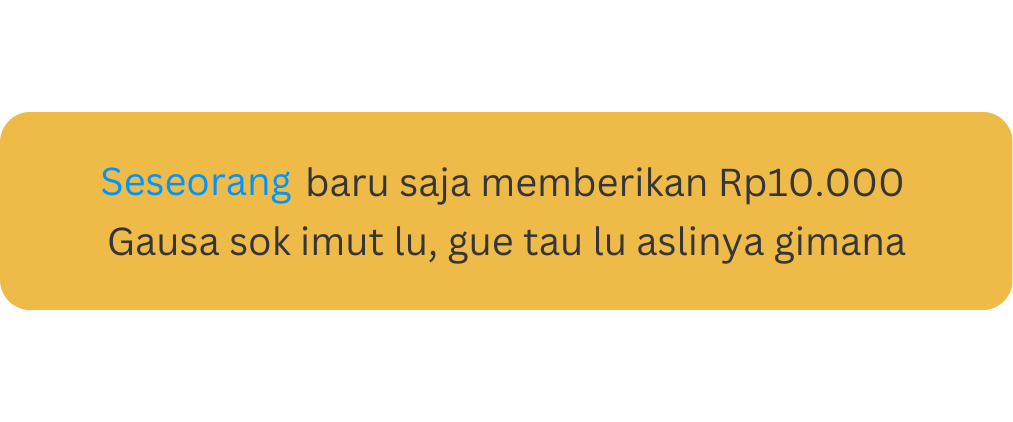 Seseorang baru saja memberikan Rp10.000
Gausa sok imut lu, gue tau lu aslinya gimana